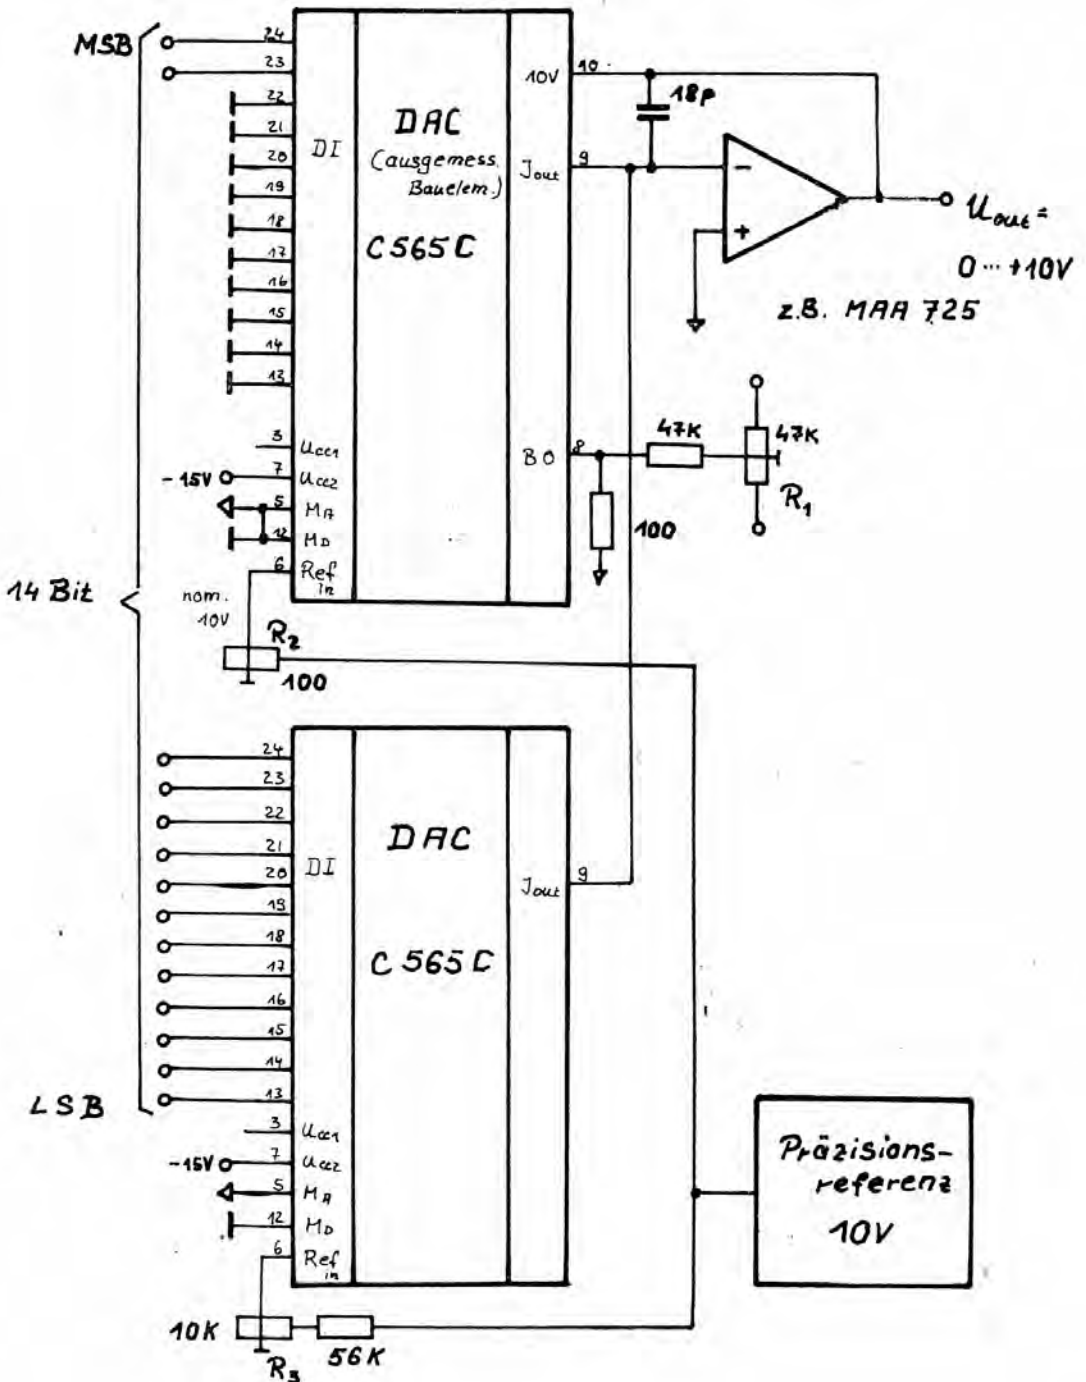 MSB
24
23
22
21
20
19
18
17
16
15
14
13
DI
DAC
(ausgemess.
Bauelem.)
C565C
10V
10
18p
Jout
9
-
+
Uout =
0...+10V
z.B. MAA 725
3
Ucc1
-15V
7
Ucc2
5
MA
12
MD
6
Ref
in
BO
8
47K
47K
R1
100
14 Bit
nom.
10V
R2
100
24
23
22
21
20
19
18
17
16
15
14
13
DI
DAC
C565C
Jout
9
LSB
3
Ucc1
-15V
7
Ucc2
5
MA
12
MD
6
Ref
in
10K
R3
56K
Präzisions-
referenz
10V